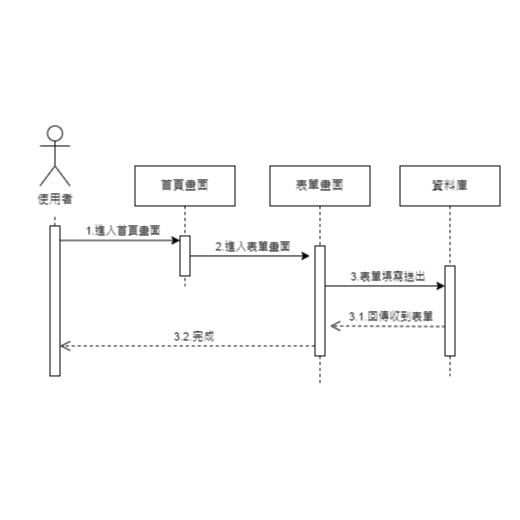 使用者
首頁畫面
表單畫面
資料庫
1.進入首頁畫面
2.進入表單畫面
3.表單填寫送出
3.1.回傳收到表單
3.2.完成